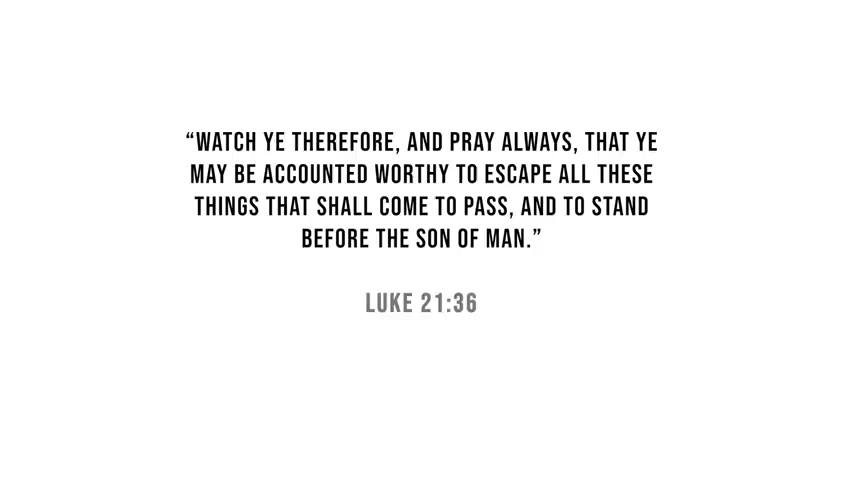 “WATCH YE THEREFORE, AND PRAY ALWAYS, THAT YE
MAY BE ACCOUNTED WORTHY TO ESCAPE ALL THESE
THINGS THAT SHALL COME TO PASS, AND TO STAND
BEFORE THE SON OF MAN.”
LUKE 21:36